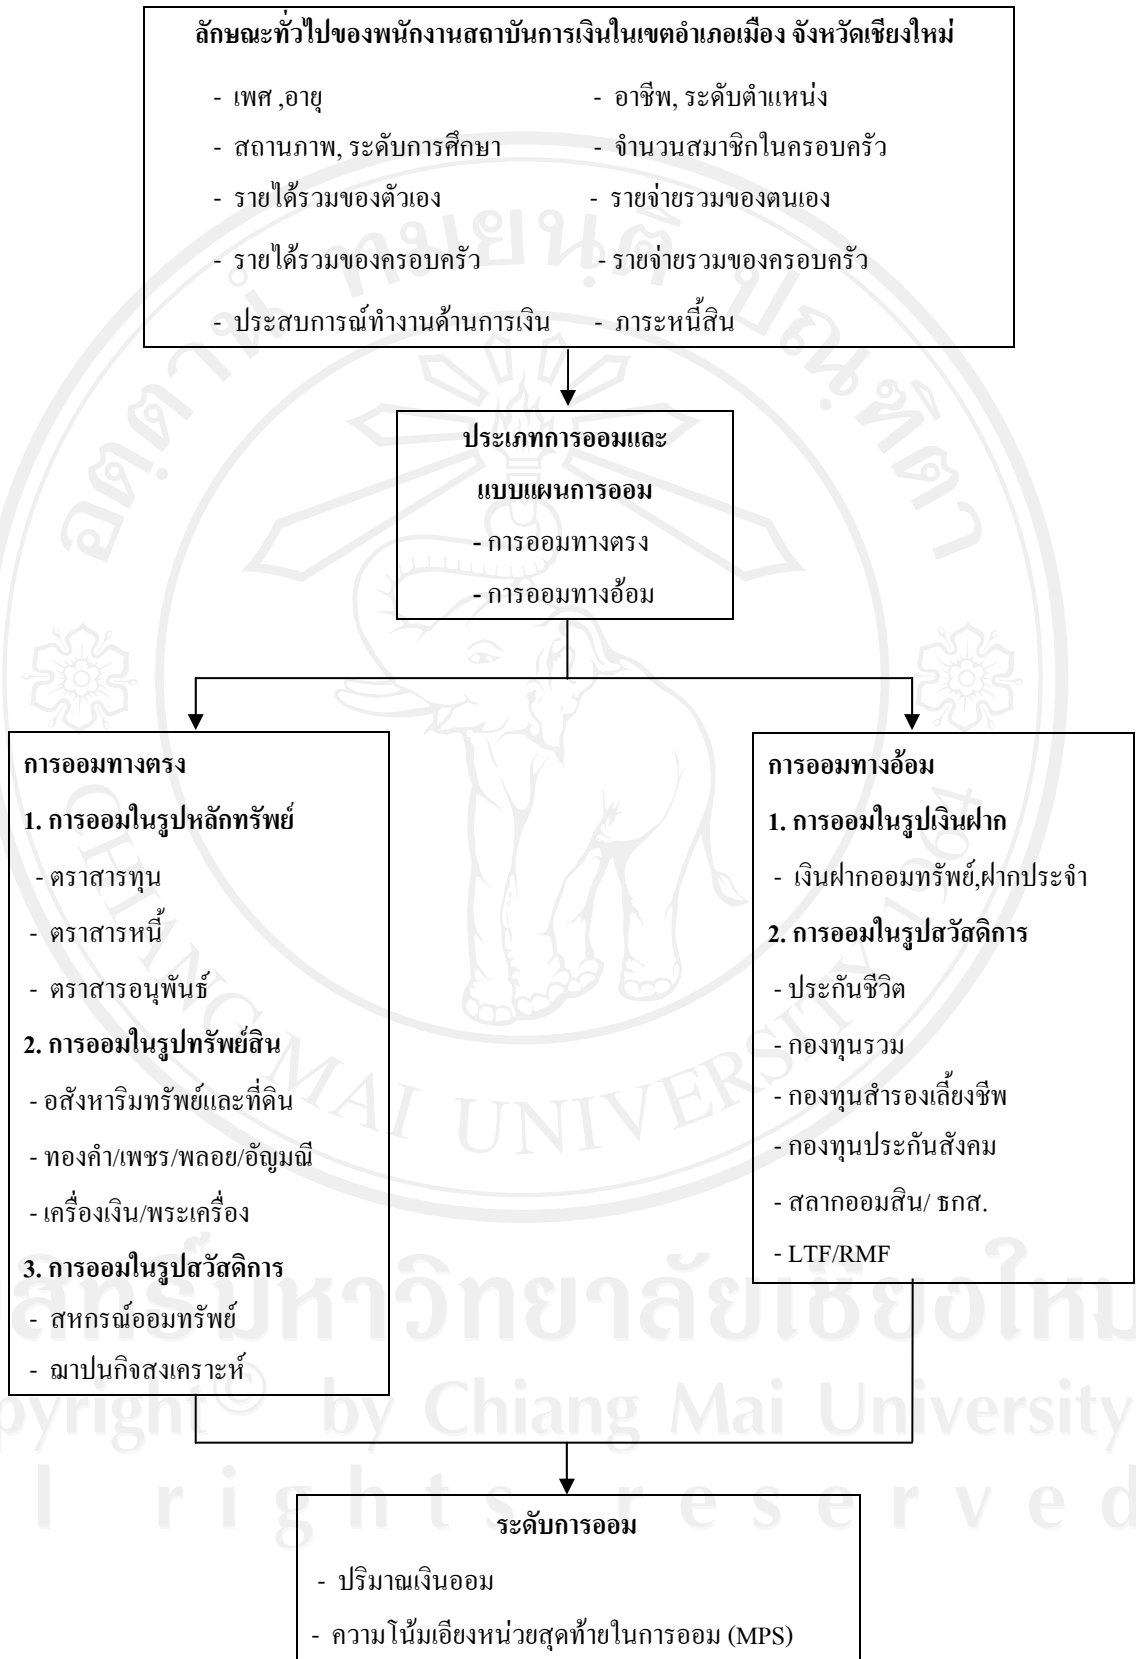 ลักษณะทั่วไปของพนักงานสถาบันการเงินในเขตอำเภอเมือง จังหวัดเชียงใหม่
- เพศ ,อายุ - อาชีพ, ระดับตำแหน่ง
- สถานภาพ, ระดับการศึกษา - จำนวนสมาชิกในครอบครัว
- รายได้รวมของตัวเอง - รายจ่ายรวมของตนเอง
- รายได้รวมของครอบครัว - รายจ่ายรวมของครอบครัว
- ประสบการณ์ทำงานด้านการเงิน - ภาระหนี้สิน
ประเภทการออมและ
แบบแผนการออม
- การออมทางตรง
- การออมทางอ้อม
การออมทางตรง
1. การออมในรูปหลักทรัพย์
- ตราสารทุน
- ตราสารหนี้
- ตราสารอนุพันธ์
2. การออมในรูปทรัพย์สิน
- อสังหาริมทรัพย์และที่ดิน
- ทองคำ/เพชร/พลอย/อัญมณี
- เครื่องเงิน/พระเครื่อง
3. การออมในรูปสวัสดิการ
- สหกรณ์ออมทรัพย์
- ฌาปนกิจสงเคราะห์
การออมทางอ้อม
1. การออมในรูปเงินฝาก
- เงินฝากออมทรัพย์,ฝากประจำ
2. การออมในรูปสวัสดิการ
- ประกันชีวิต
- กองทุนรวม
- กองทุนสำรองเลี้ยงชีพ
- กองทุนประกันสังคม
- สลากออมสิน/ ธกส.
- LTF/RMF
ระดับการออม
- ปริมาณเงินออม
- ความโน้มเอียงหน่วยสุดท้ายในการออม (MPS)
CHIANG MAI UNIVERSITY 1964
by Chiang Mai University
rights reserved